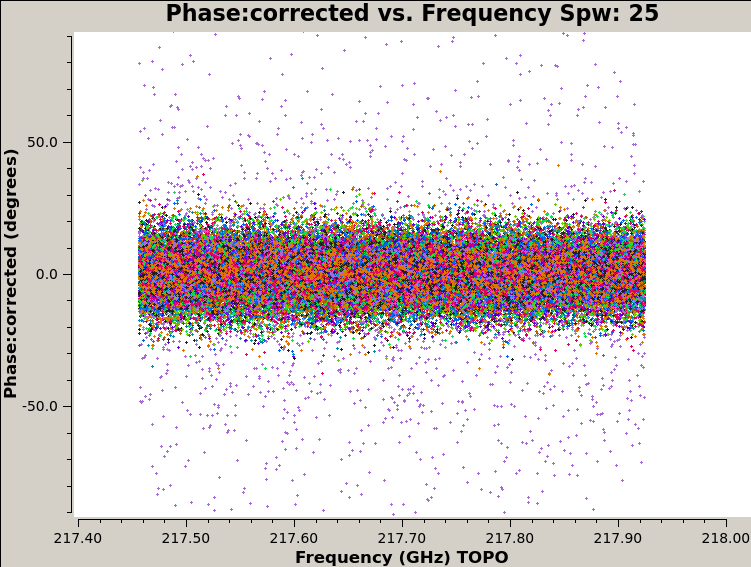 Phase:corrected vs. Frequency Spw: 25
Phase:corrected (degrees)
50.0
0.0
-50.0
217.40 217.50 217.60 217.70 217.80 217.90 218.00
Frequency (GHz) TOPO